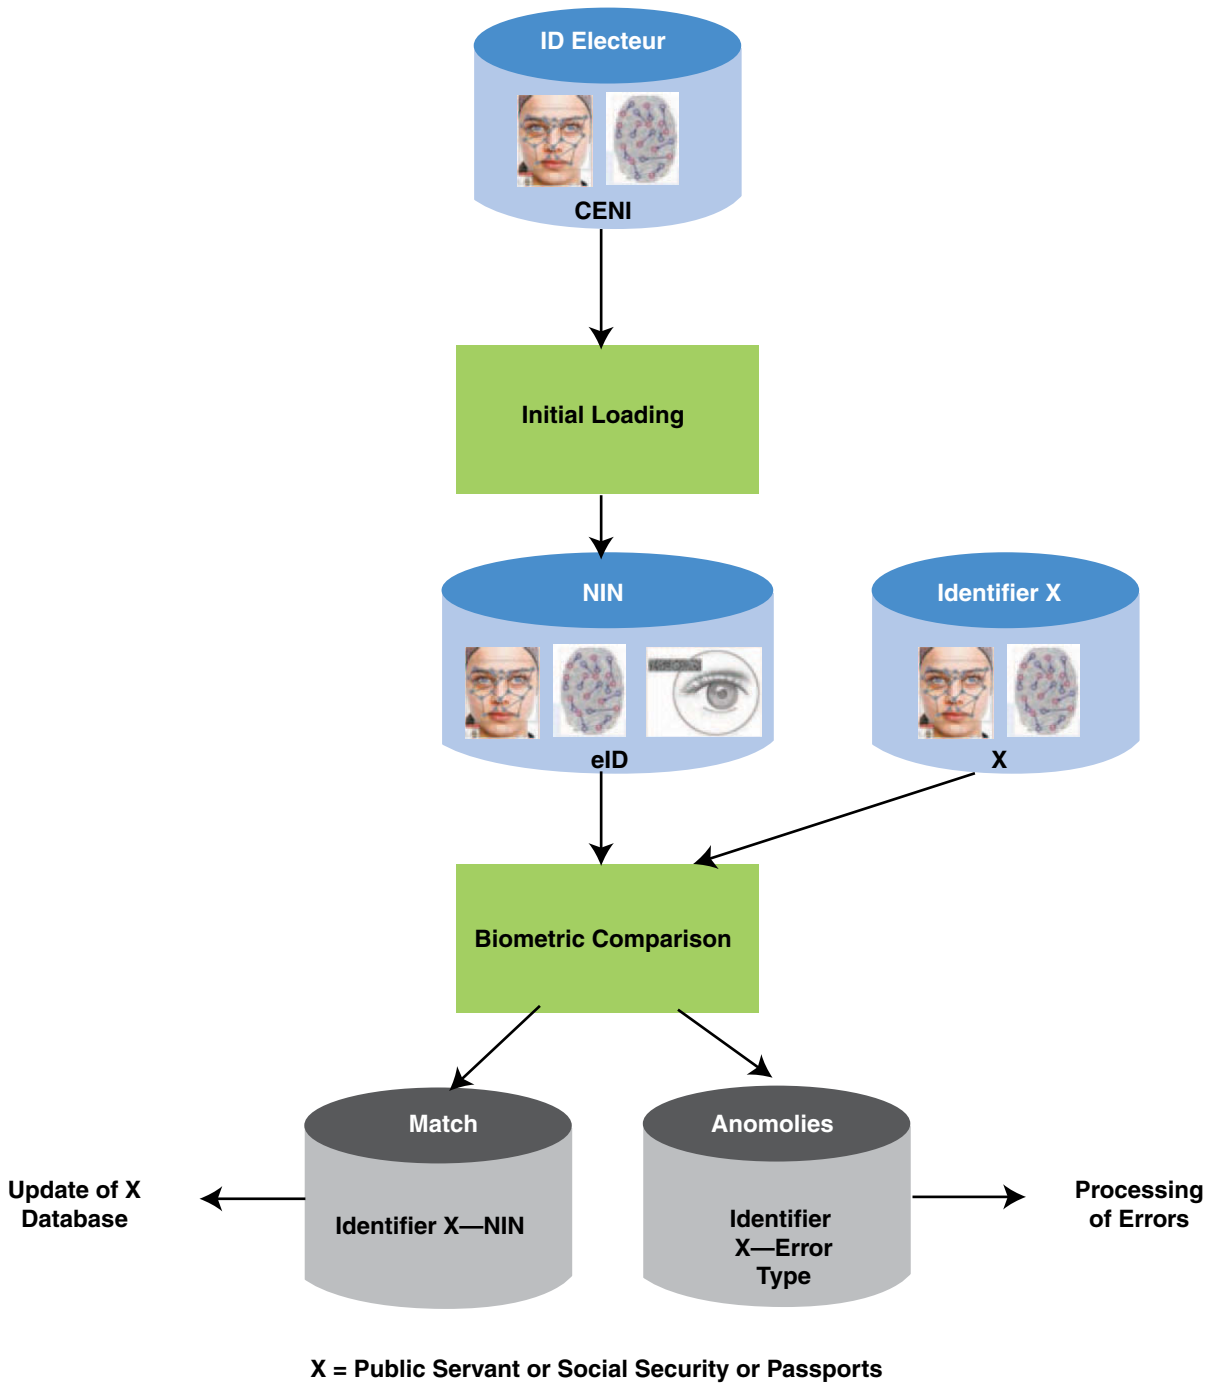 ID Electeur
CENI
Initial Loading
NIN
Identifier X
eID
X
Biometric Comparison
Match
Anomolies
Update of X
Database
Identifier X—NIN
Identifier
X—Error
Type
Processing
of Errors
X = Public Servant or Social Security or Passports